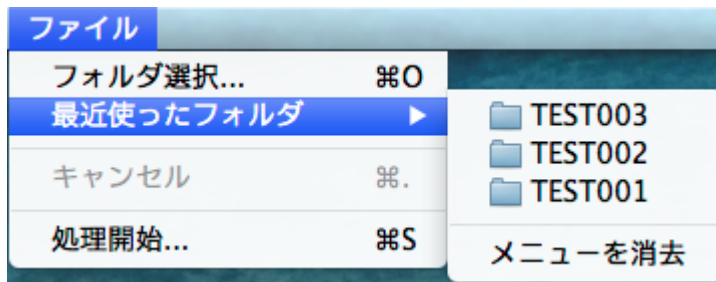 ファイル
フォルダ選択... ⌘O
最近使ったフォルダ ▶
キャンセル ⌘.
処理開始... ⌘S
TEST003
TEST002
TEST001
メニューを消去